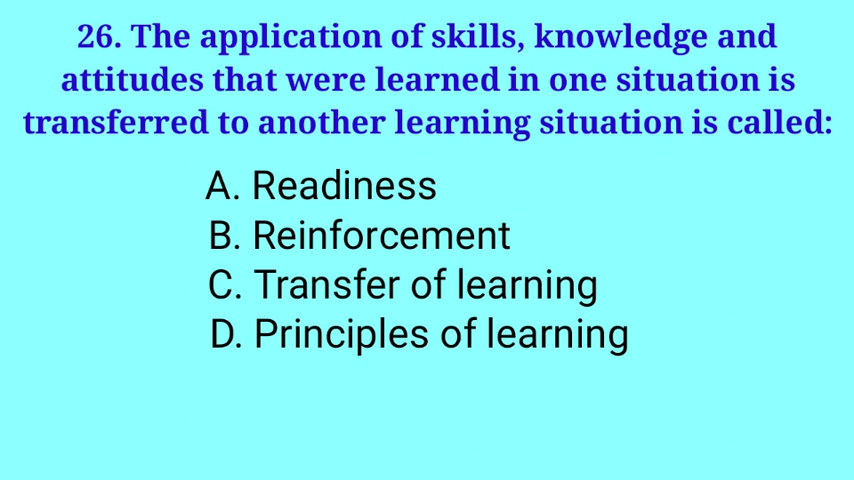 26. The application of skills, knowledge and
attitudes that were learned in one situation is
transferred to another learning situation is called:
A. Readiness
B. Reinforcement
C. Transfer of learning
D. Principles of learning